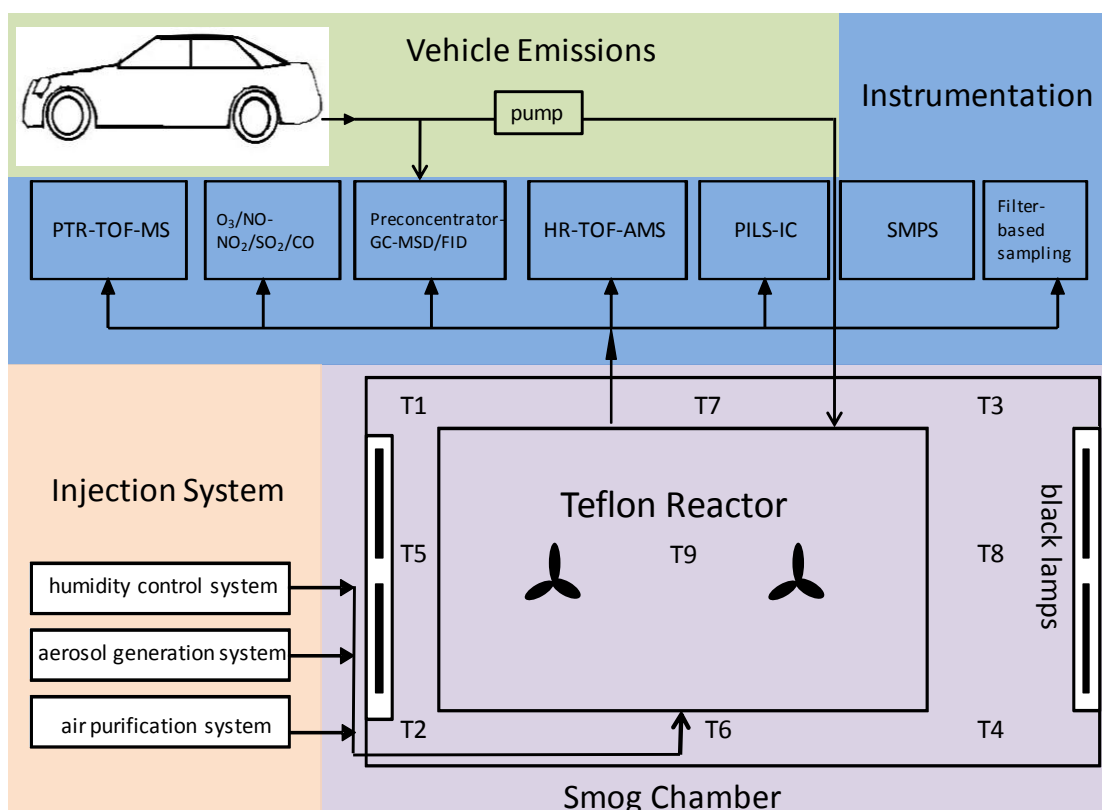 Vehicle Emissions
Instrumentation
pump
PTR-TOF-MS
O₃/NO-
NO₂/SO₂/CO
Preconcentrator-
GC-MSD/FID
HR-TOF-AMS
PILS-IC
SMPS
Filter-
based
sampling
T1
T7
T3
Injection System
Teflon Reactor
black lamps
T5
T9
T8
humidity control system
aerosol generation system
air purification system
T2
T6
T4
Smog Chamber